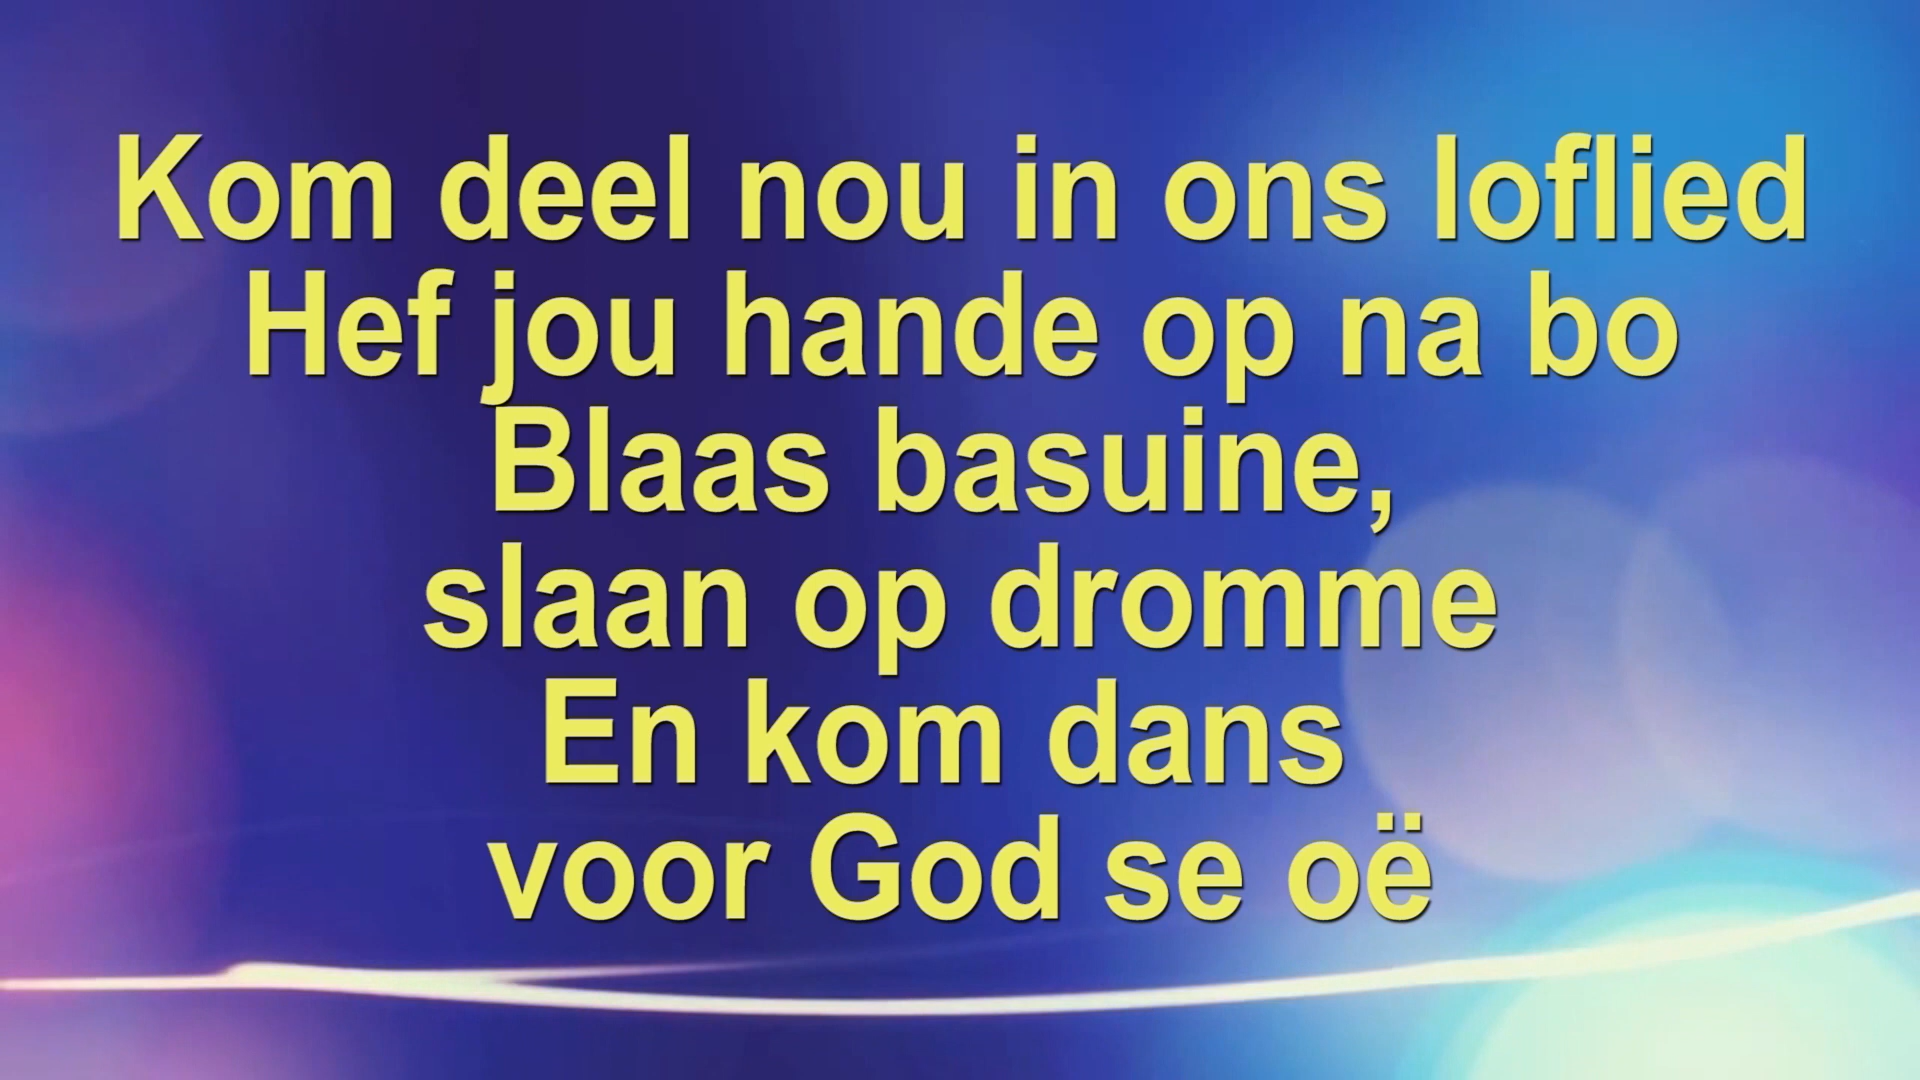 Kom deel nou in ons loflied
Hef jou hande op na bo
Blaas basuine,
slaan op dromme
En kom dans
voor God se oë